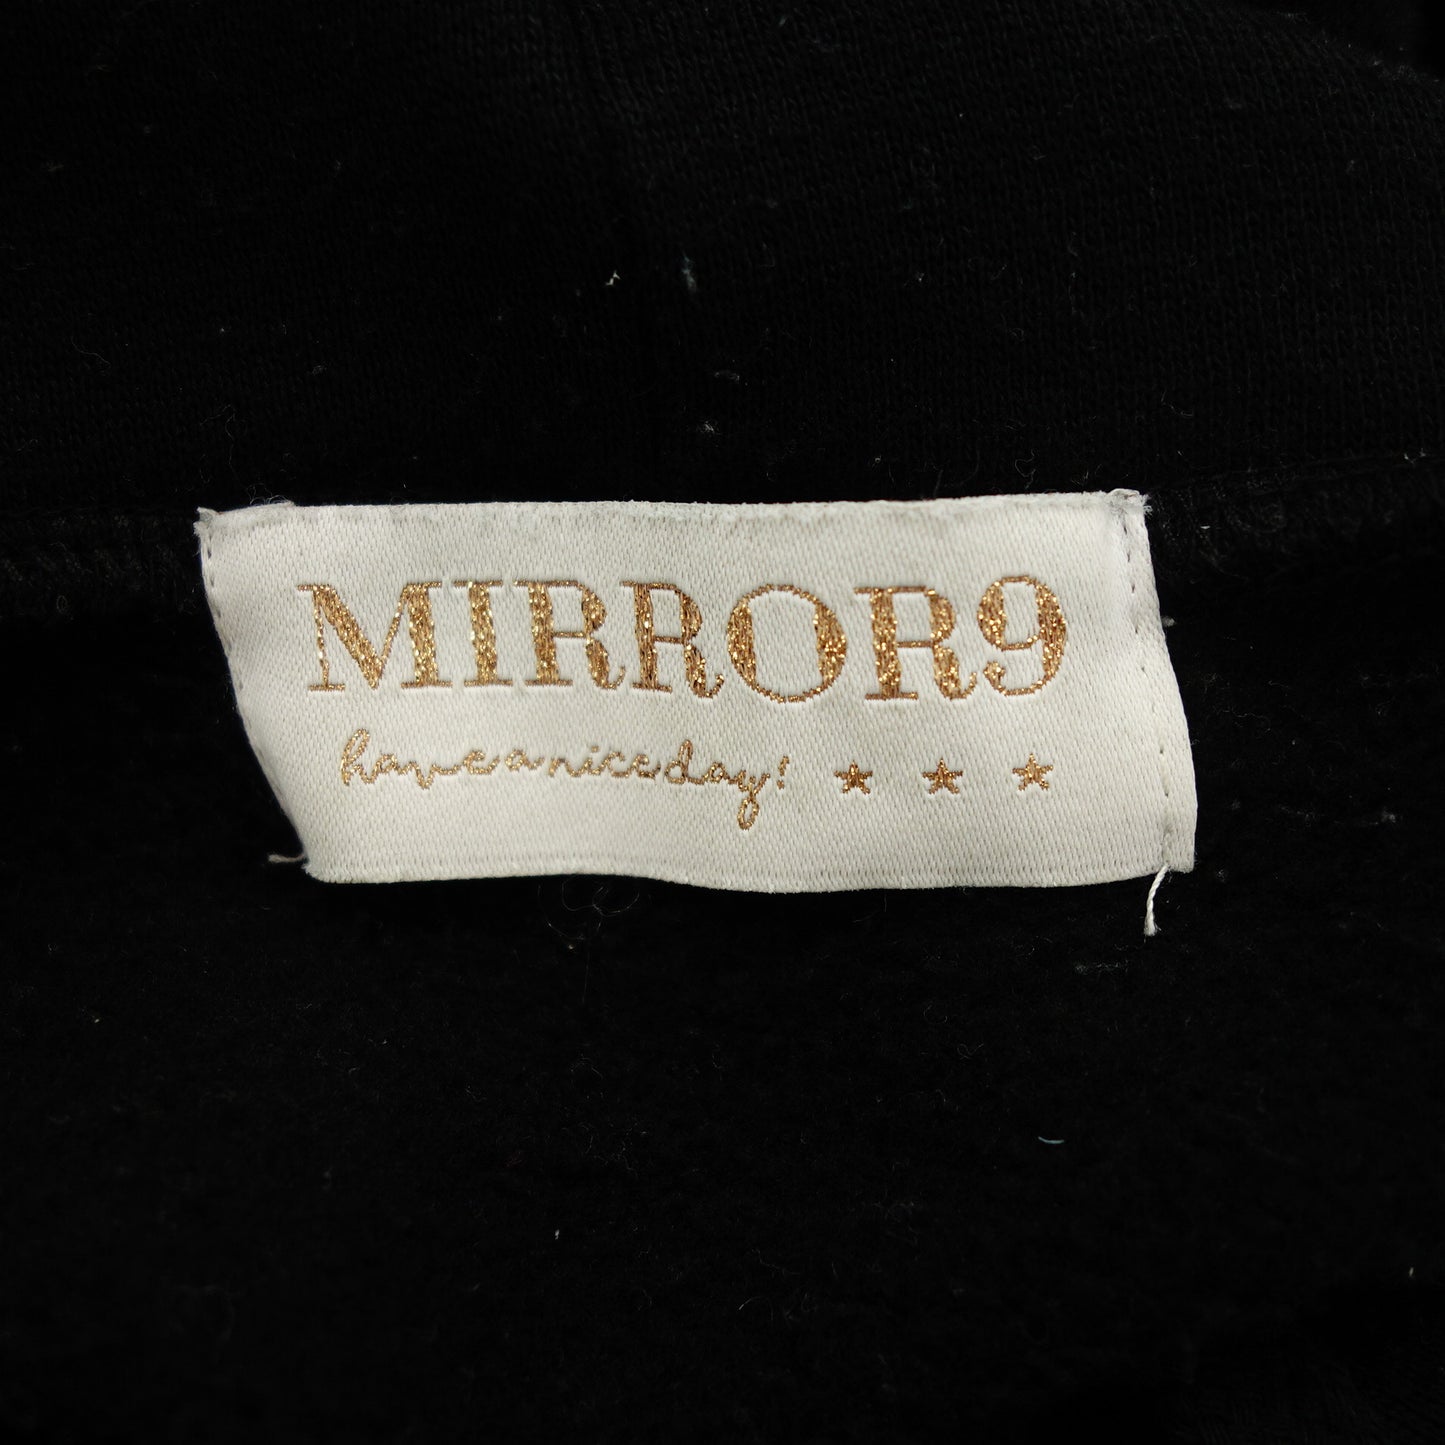 MIRROR9
have a nice day! ★ ★ ★